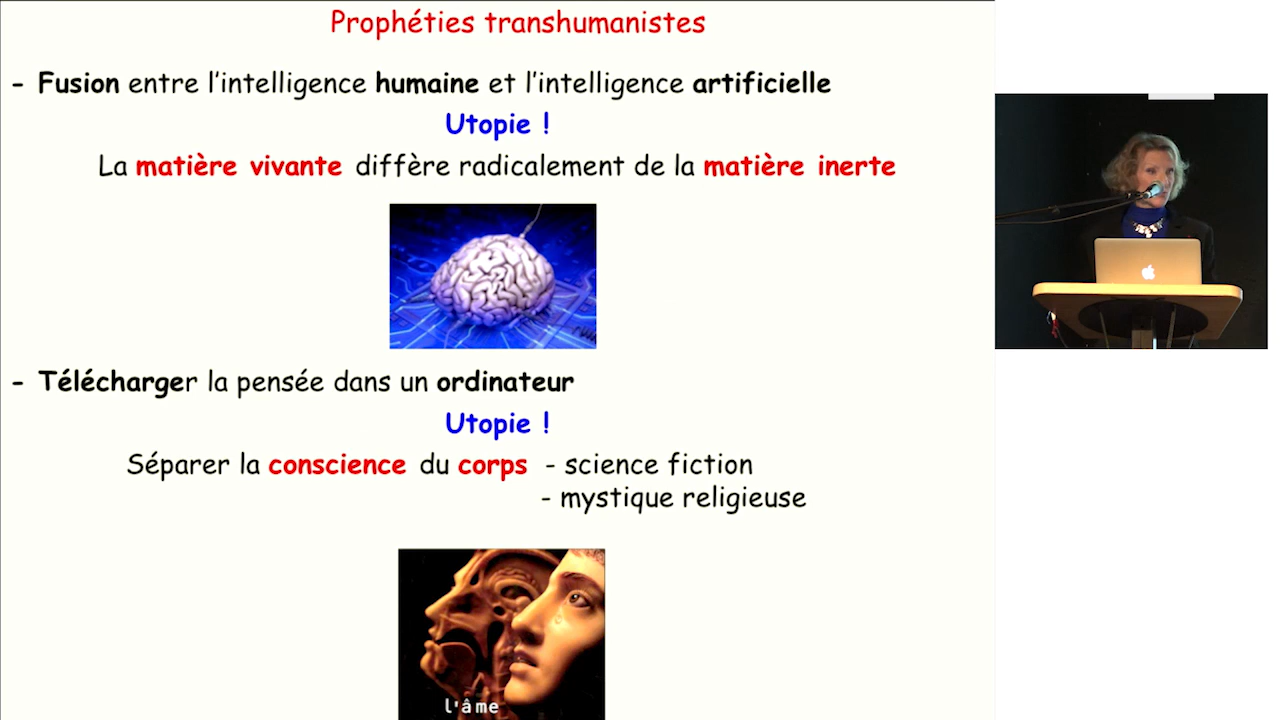 Prophéties transhumanistes
- Fusion entre l'intelligence humaine et l'intelligence artificielle
Utopie !
La matière vivante diffère radicalement de la matière inerte
- Télécharger la pensée dans un ordinateur
Utopie !
Séparer la conscience du corps - science fiction
- mystique religieuse
l'âme